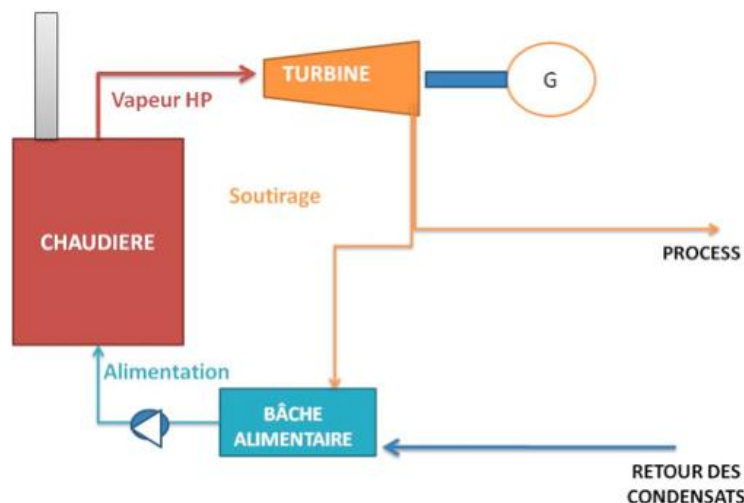 TURBINE
G
Vapeur HP
Soutirage
CHAUDIERE
PROCESS
Alimentation
BÂCHE
ALIMENTAIRE
RETOUR DES
CONDENSATS